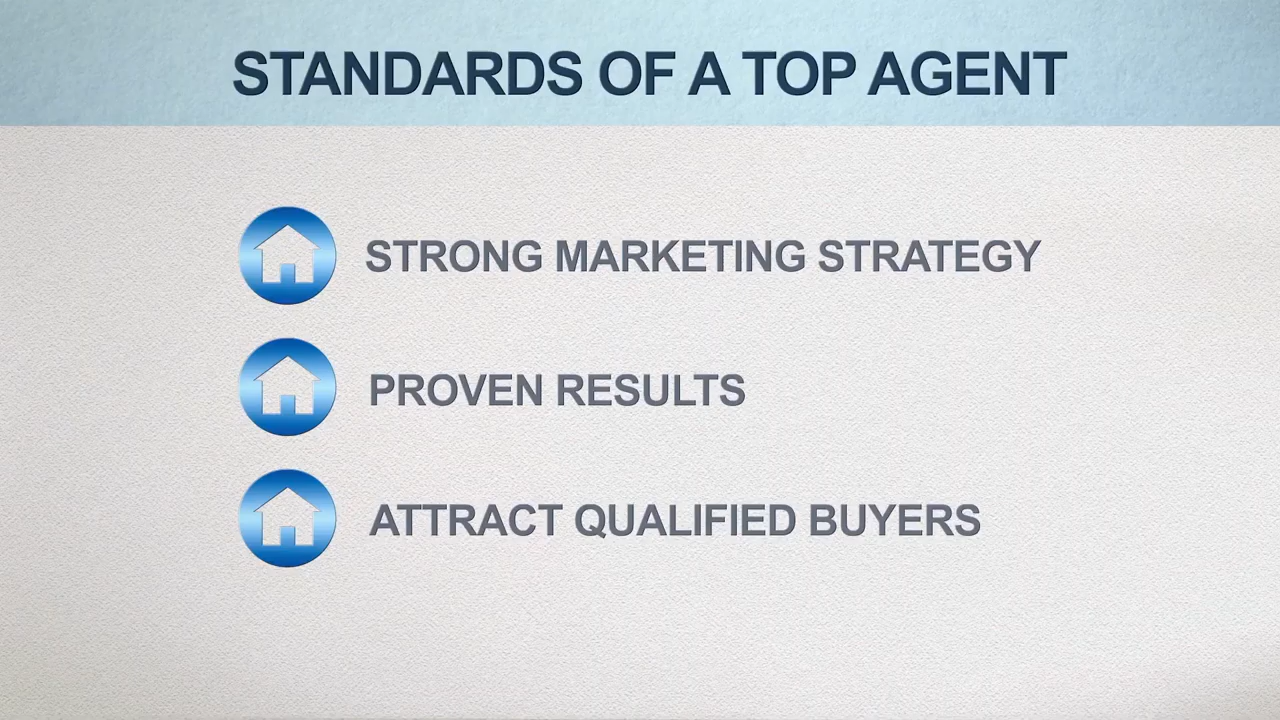 STANDARDS OF A TOP AGENT
STRONG MARKETING STRATEGY
PROVEN RESULTS
ATTRACT QUALIFIED BUYERS